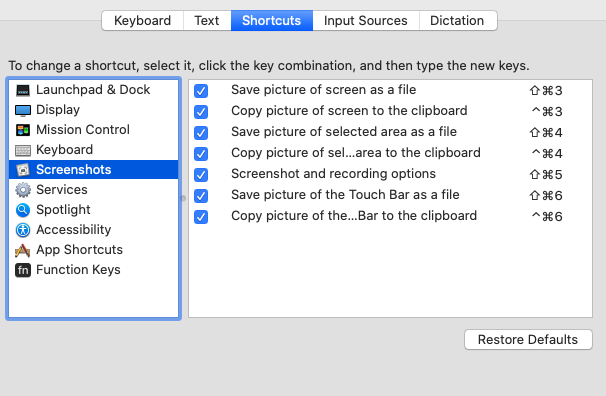 Keyboard Text Shortcuts Input Sources Dictation
To change a shortcut, select it, click the key combination, and then type the new keys.
Launchpad & Dock
Display
Mission Control
Keyboard
Screenshots
Services
Spotlight
Accessibility
App Shortcuts
fn Function Keys
Save picture of screen as a file ⇧⌘3
Copy picture of screen to the clipboard ^⌘3
Save picture of selected area as a file ⇧⌘4
Copy picture of sel...area to the clipboard ^⌘4
Screenshot and recording options ⇧⌘5
Save picture of the Touch Bar as a file ⇧⌘6
Copy picture of the...Bar to the clipboard ^⌘6
Restore Defaults